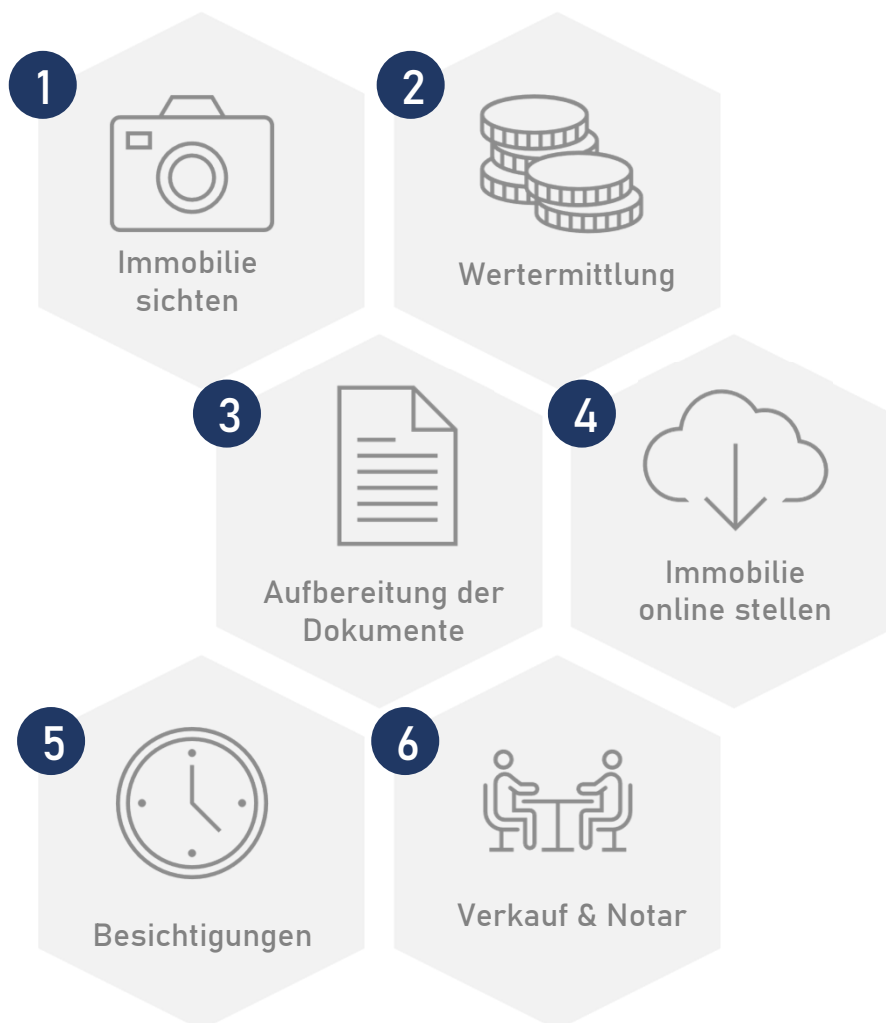 1
Immobilie
sichten
2
Wertermittlung
3
Aufbereitung der
Dokumente
4
Immobilie
online stellen
5
Besichtigungen
6
Verkauf & Notar